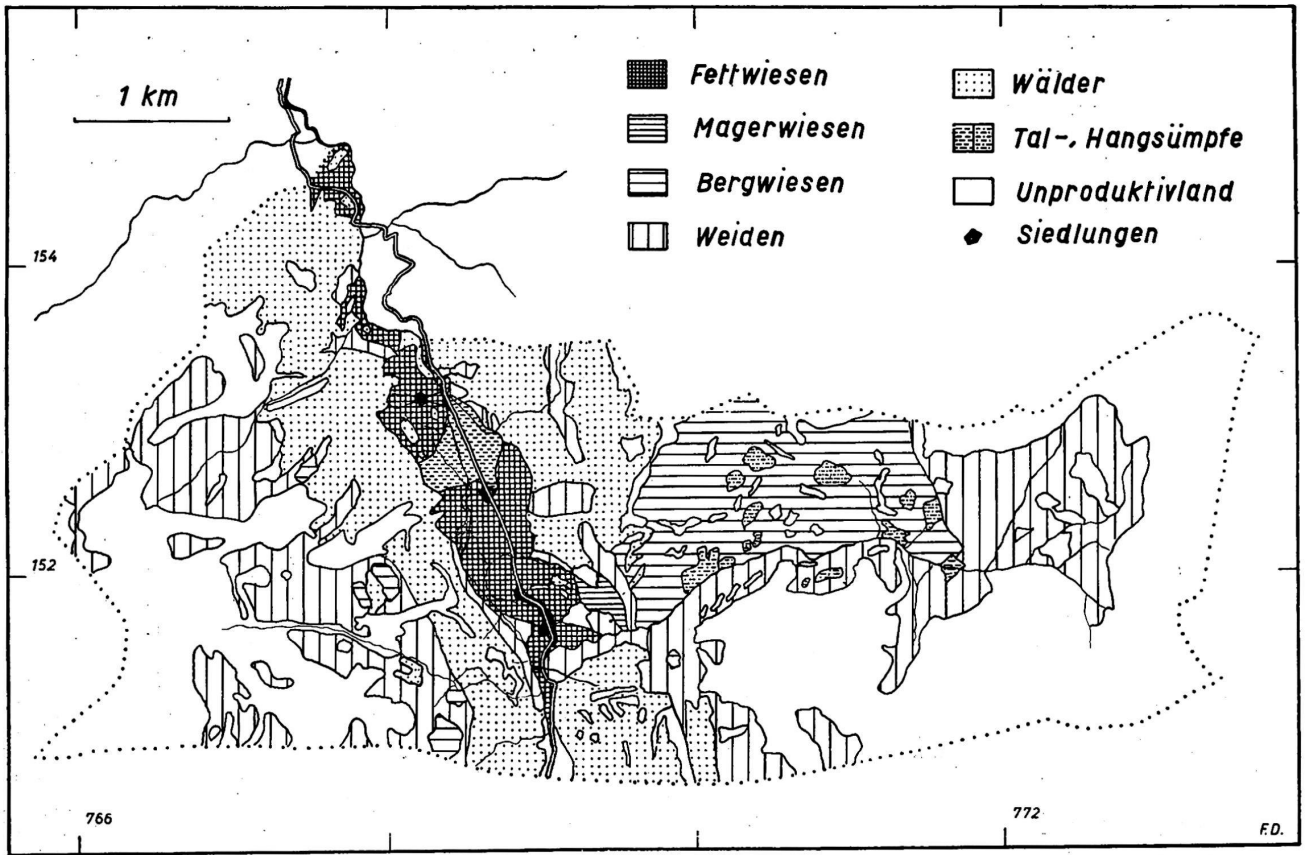 1 km
Fettwiesen
Magerwiesen
Bergwiesen
Weiden
Wälder
Tal-, Hangsümpfe
Unproduktivland
Siedlungen
154
152
766
772
F.D.